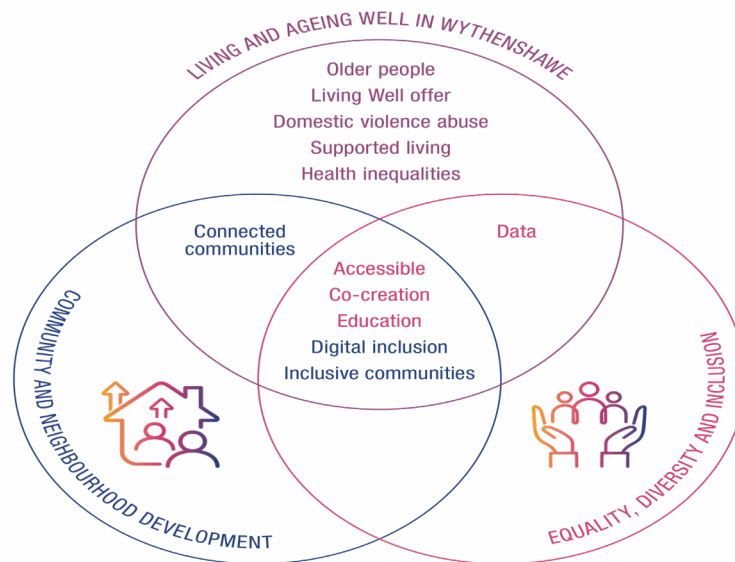 LIVING AND AGEING WELL IN WYTHENSHAWE
Older people
Living Well offer
Domestic violence abuse
Supported living
Health inequalities
Connected
communities
Data
Accessible
Co-creation
Education
Digital inclusion
Inclusive communities
COMMUNITY AND NEIGHBOURHOOD DEVELOPMENT
EQUALITY, DIVERSITY AND INCLUSION